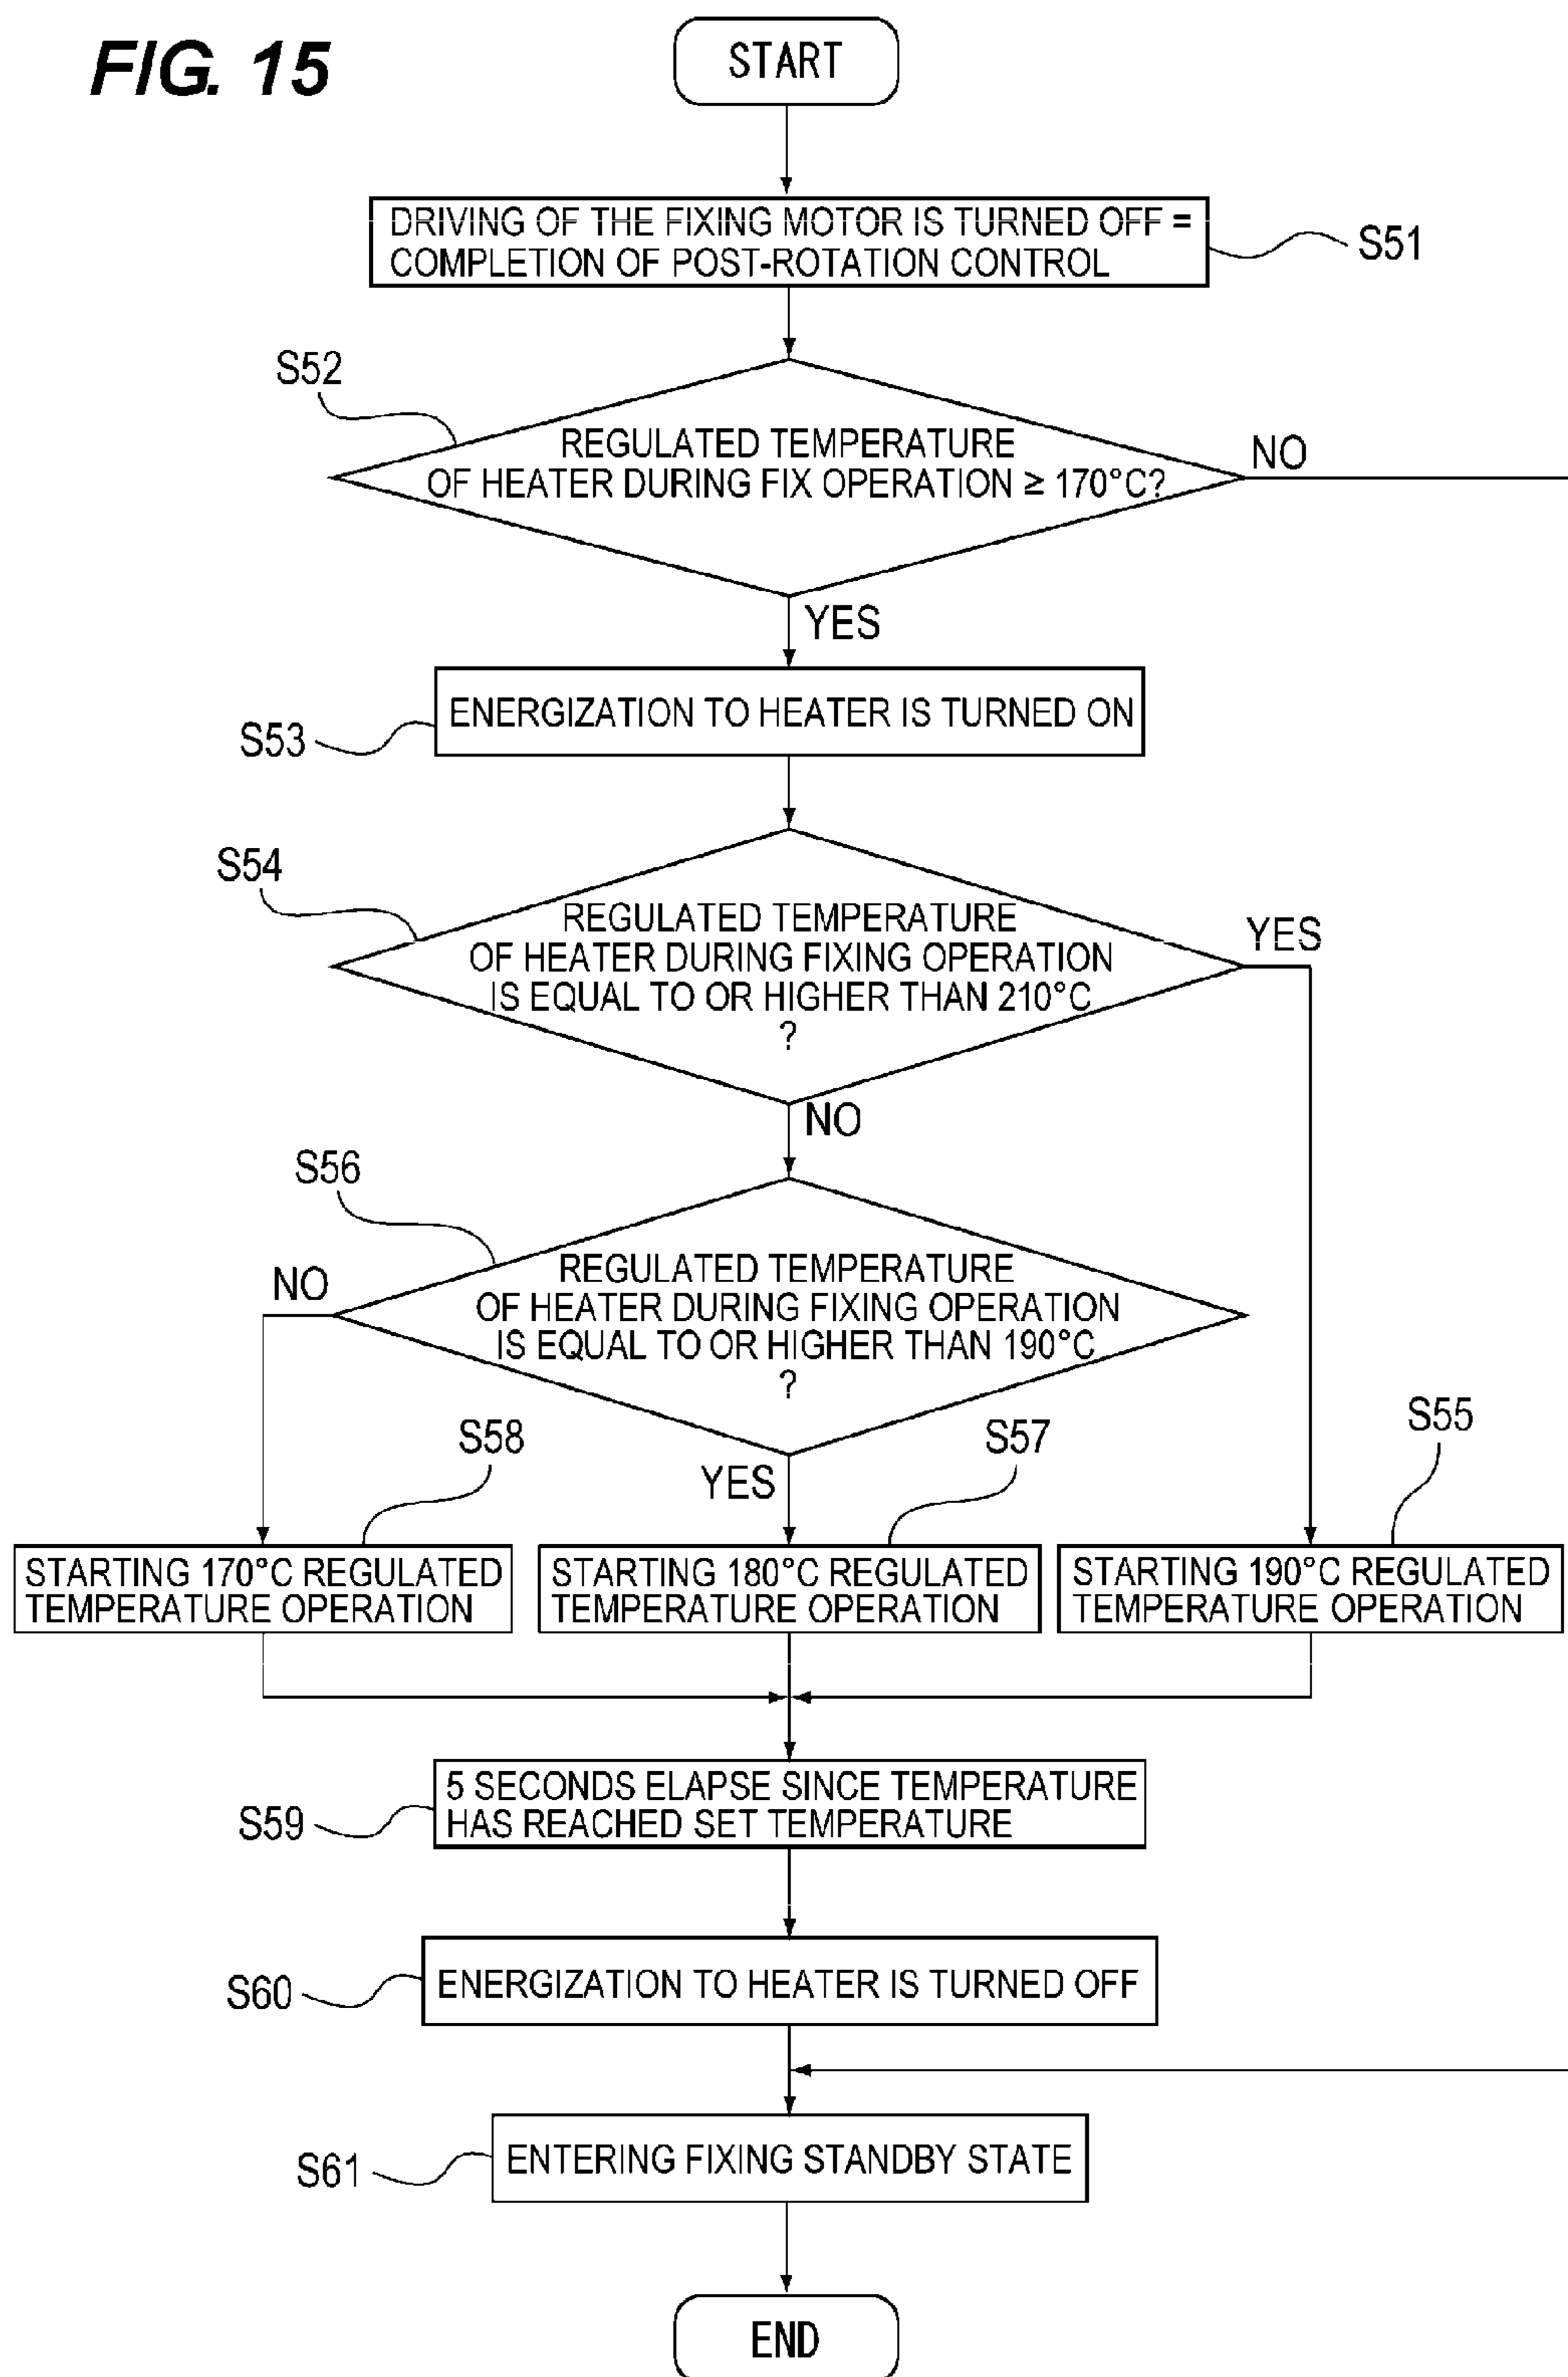 FIG. 15
START
DRIVING OF THE FIXING MOTOR IS TURNED OFF =
COMPLETION OF POST-ROTATION CONTROL
S51
S52
REGULATED TEMPERATURE
OF HEATER DURING FIX OPERATION ≥ 170°C?
NO
YES
ENERGIZATION TO HEATER IS TURNED ON
S53
S54
REGULATED TEMPERATURE
OF HEATER DURING FIXING OPERATION
IS EQUAL TO OR HIGHER THAN 210°C
?
YES
NO
S56
REGULATED TEMPERATURE
OF HEATER DURING FIXING OPERATION
IS EQUAL TO OR HIGHER THAN 190°C
?
NO
YES
S58
S57
S55
STARTING 170°C REGULATED
TEMPERATURE OPERATION
STARTING 180°C REGULATED
TEMPERATURE OPERATION
STARTING 190°C REGULATED
TEMPERATURE OPERATION
5 SECONDS ELAPSE SINCE TEMPERATURE
HAS REACHED SET TEMPERATURE
S59
ENERGIZATION TO HEATER IS TURNED OFF
S60
ENTERING FIXING STANDBY STATE
S61
END